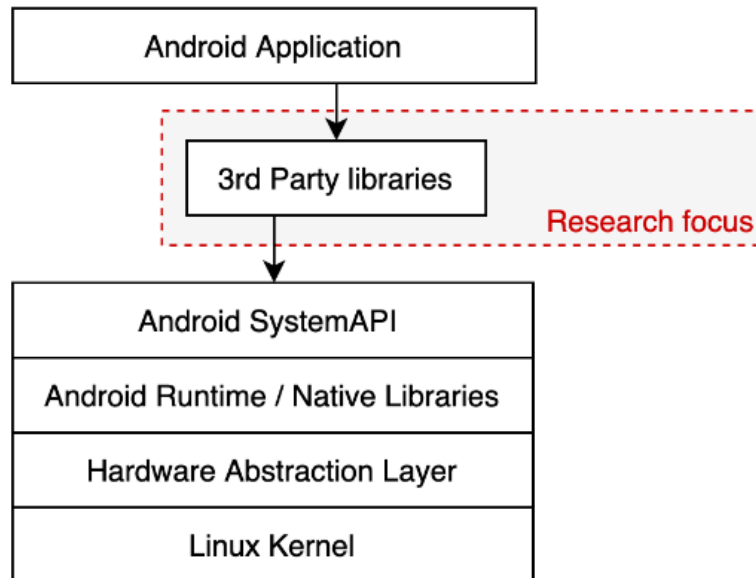 Android Application
3rd Party libraries
Research focus
Android SystemAPI
Android Runtime / Native Libraries
Hardware Abstraction Layer
Linux Kernel